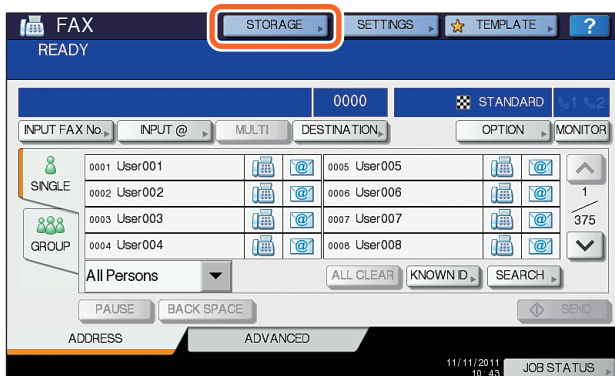 FAX STORAGE SETTINGS TEMPLATE ?
READY
0000 STANDARD 1 2
INPUT FAX No. INPUT @ MULTI DESTINATION OPTION MONITOR
SINGLE
GROUP
0001 User001 @ 0005 User005 @
0002 User002 @ 0006 User006 @
0003 User003 @ 0007 User007 @
0004 User004 @ 0008 User008 @
1
375
All Persons ALL CLEAR KNOWN ID SEARCH
PAUSE BACK SPACE SEND
ADDRESS ADVANCED
11/11/2011
10:43 JOB STATUS